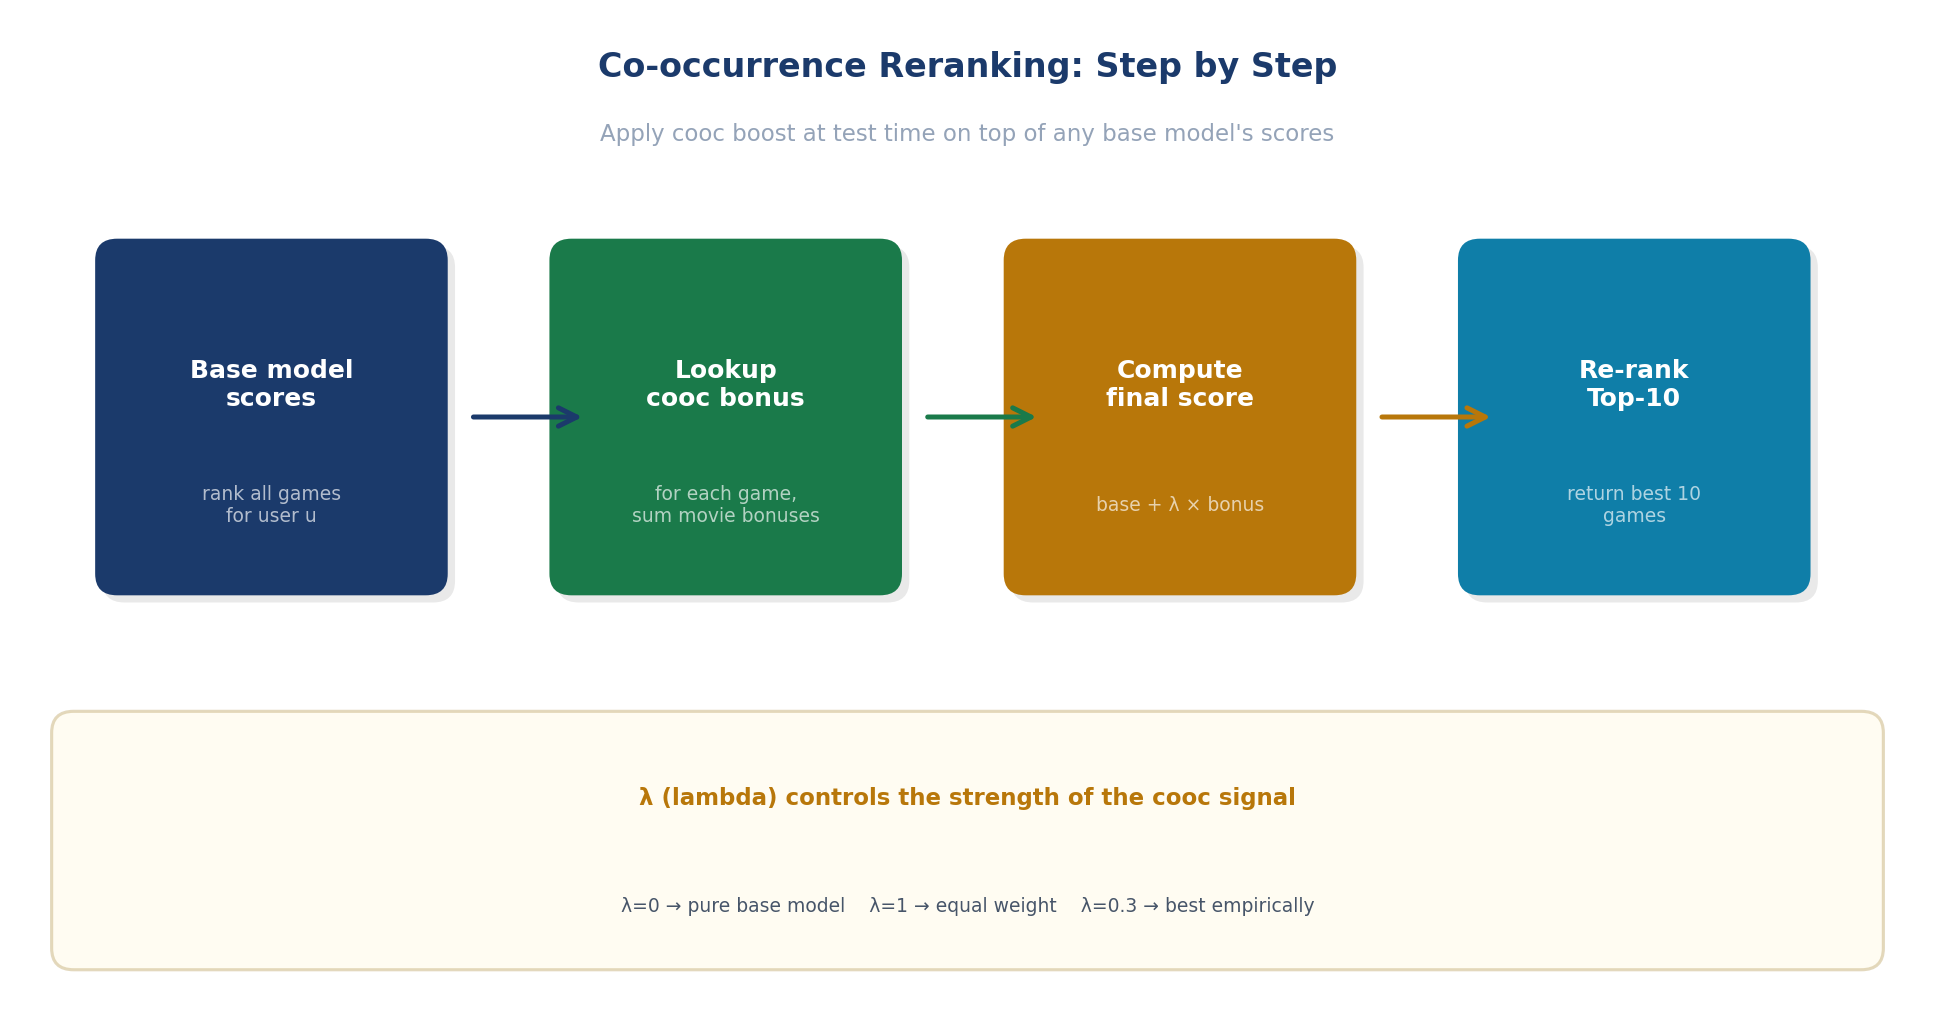 Co-occurrence Reranking: Step by Step
Apply cooc boost at test time on top of any base model's scores
Base model
scores
rank all games
for user u
Lookup
cooc bonus
for each game,
sum movie bonuses
Compute
final score
base + λ × bonus
Re-rank
Top-10
return best 10
games
λ (lambda) controls the strength of the cooc signal
λ=0 → pure base model    λ=1 → equal weight    λ=0.3 → best empirically